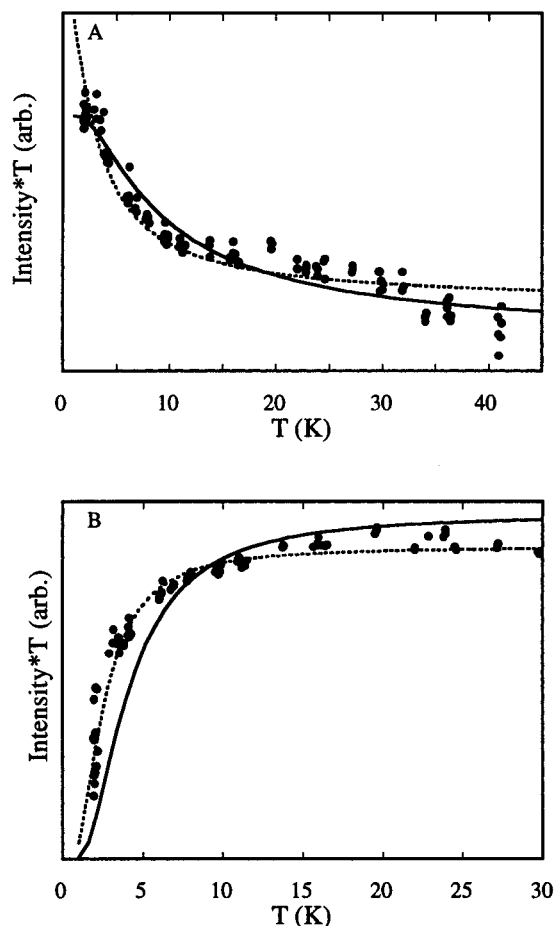 A
Intensity*T (arb.)
0 10 20 30 40
T (K)
B
Intensity*T (arb.)
0 5 10 15 20 25 30
T (K)